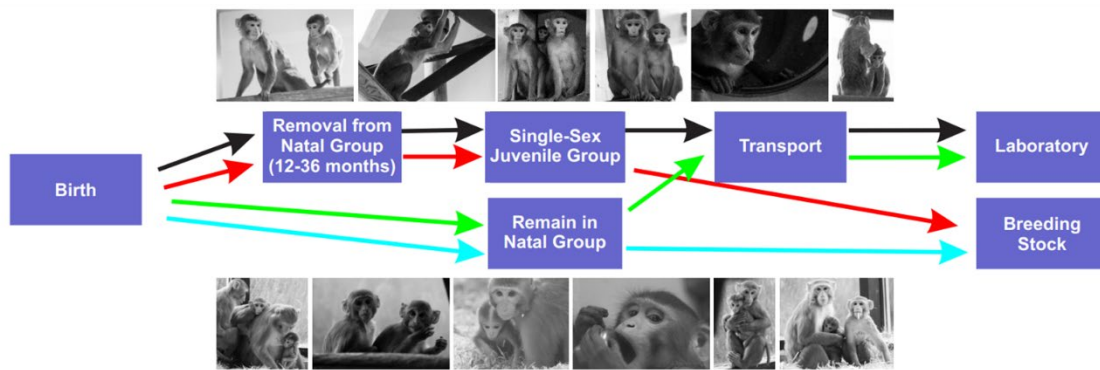 Birth
Removal from
Natal Group
(12-36 months)
Single-Sex
Juvenile Group
Transport
Laboratory
Remain in
Natal Group
Breeding
Stock